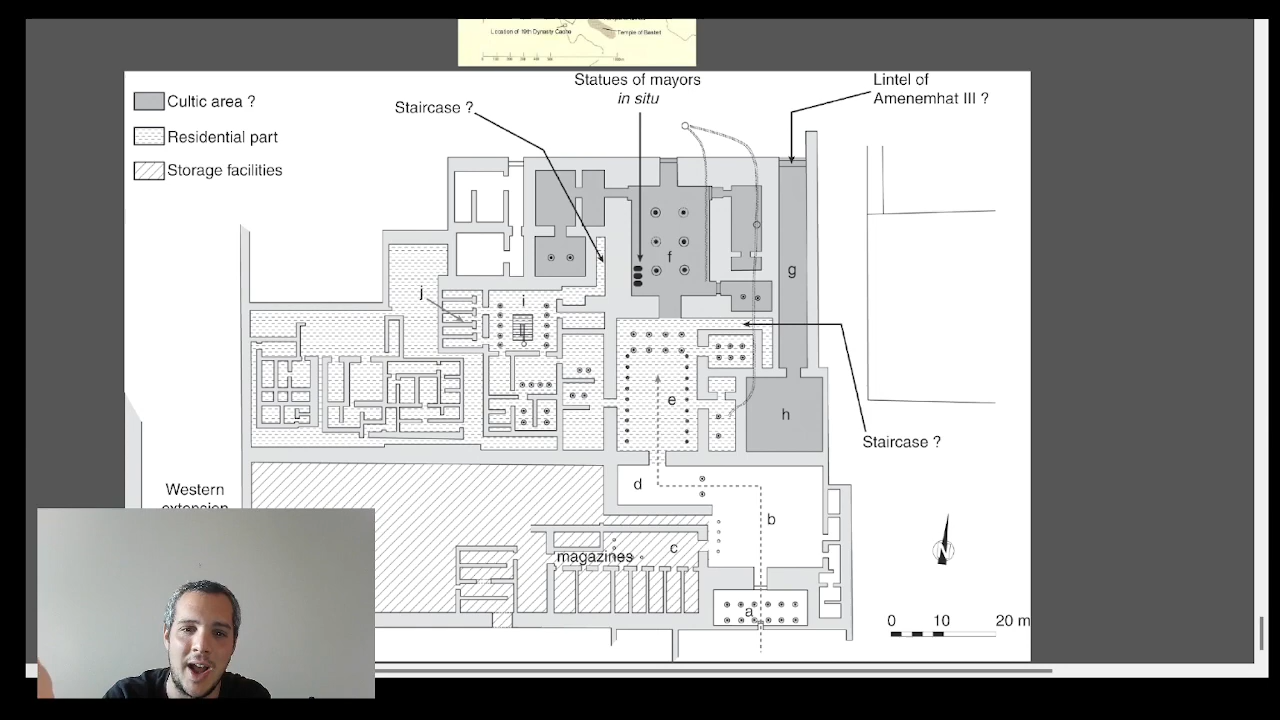 Location of 19th Dynasty Cache
Temple of Bastet
Cultic area ?
Residential part
Storage facilities
Staircase ?
Statues of mayors
in situ
Lintel of
Amenemhat III ?
f
g
j
i
e
h
Staircase ?
d
b
Western
extension
magazines
c
a
N
0 10 20 m